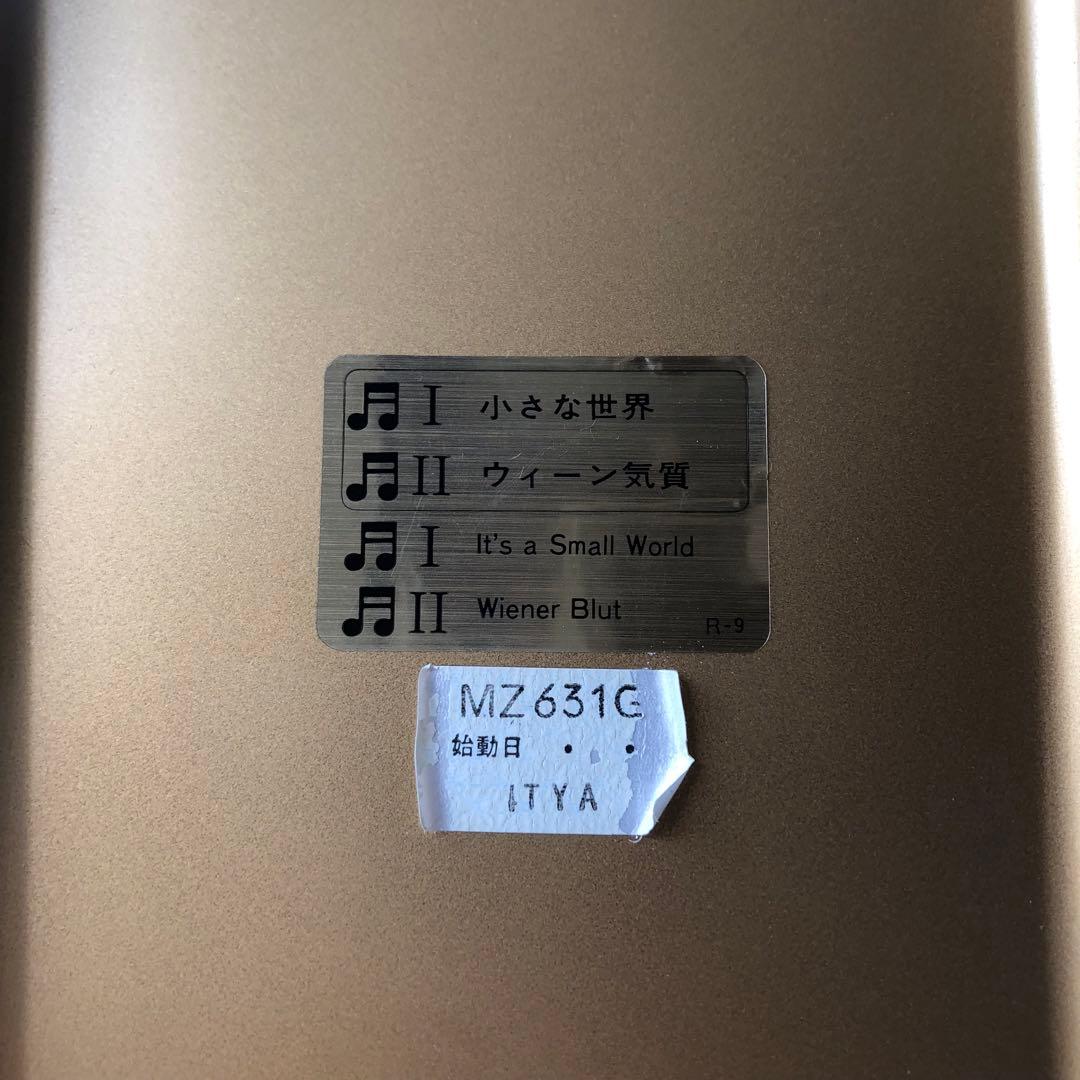 ♫ I 小さな世界
♫ II ウィーン気質
♫ I It's a Small World
♫ II Wiener Blut
R-9
MZ631G
始動日 . .
ITYA